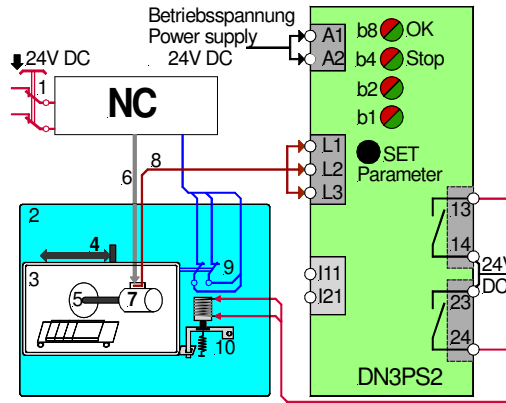 Betriebsspannung
Power supply
24V DC
24V DC
1
NC
6
8
2
4
3
5
7
9
10
A1
A2
b8 OK
b4 Stop
b2
b1
L1
L2
L3
SET
Parameter
I11
I21
13
14
24V
DC
23
24
DN3PS2